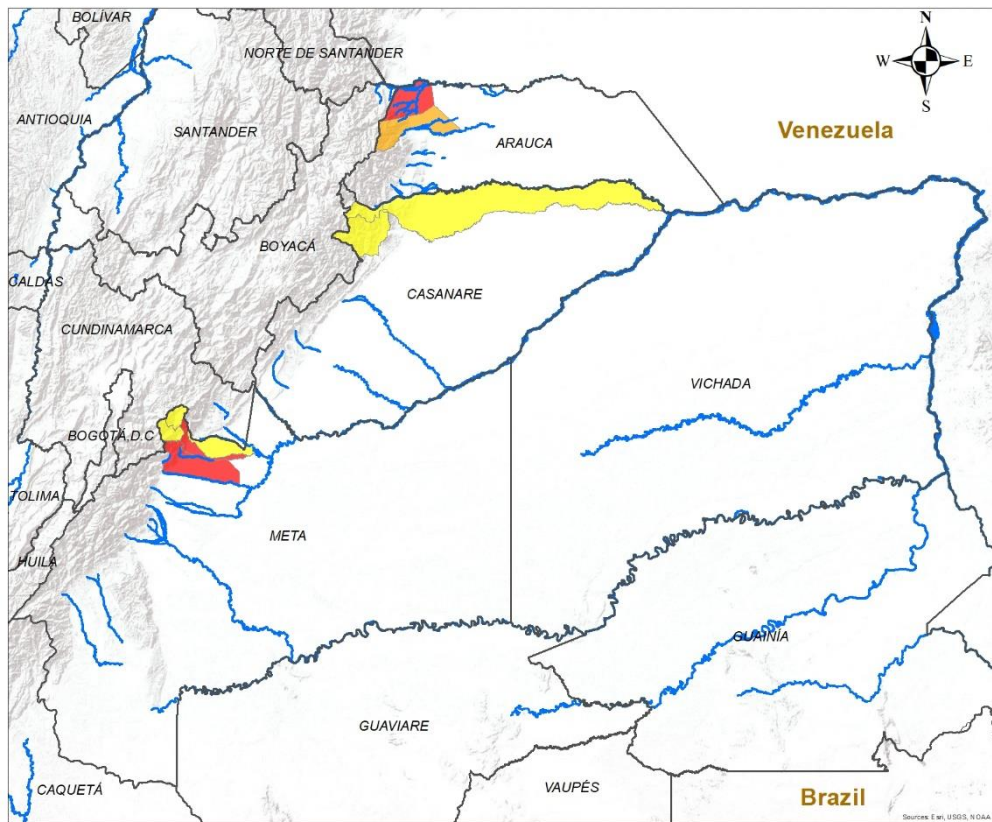 BOLÍVAR
N
NORTE DE SANTANDER
W E
S
ANTIOQUIA
SANTANDER
Venezuela
ARAUCA
BOYACÁ
CALDAS
CASANARE
CUNDINAMARCA
VICHADA
BOGOTÁ D.C
TOLIMA
META
HUILA
GUAINÍA
GUAVIARE
CAQUETÁ
VAUPÉS
Brazil
Sources: Esri, USGS, NOAA